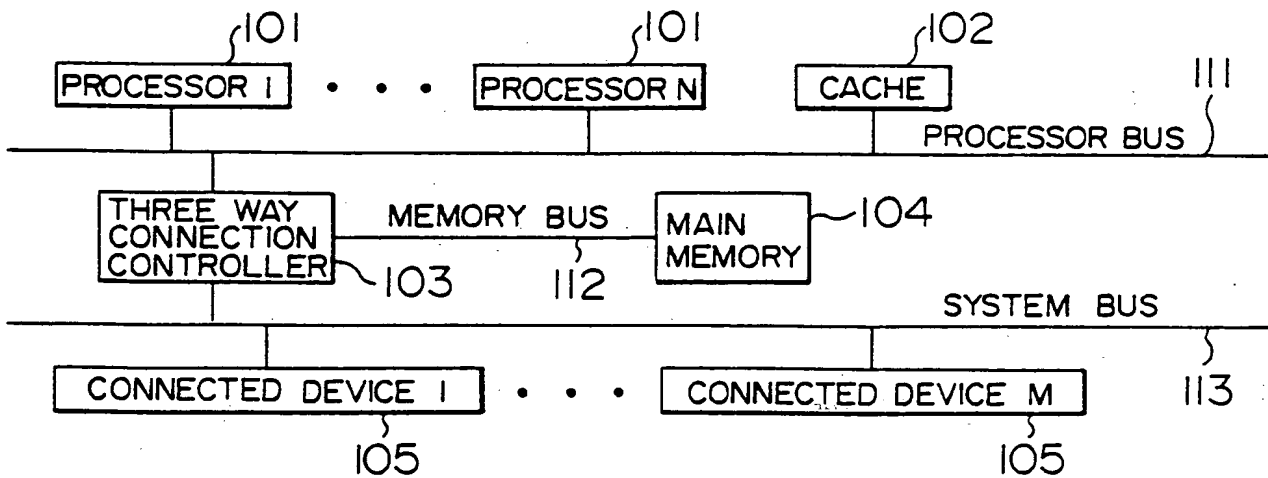 101
101
102
PROCESSOR 1
PROCESSOR N
CACHE
111
PROCESSOR BUS
THREE WAY
CONNECTION
CONTROLLER
103
MEMORY BUS
112
MAIN
MEMORY
104
SYSTEM BUS
113
CONNECTED DEVICE 1
CONNECTED DEVICE M
105
105